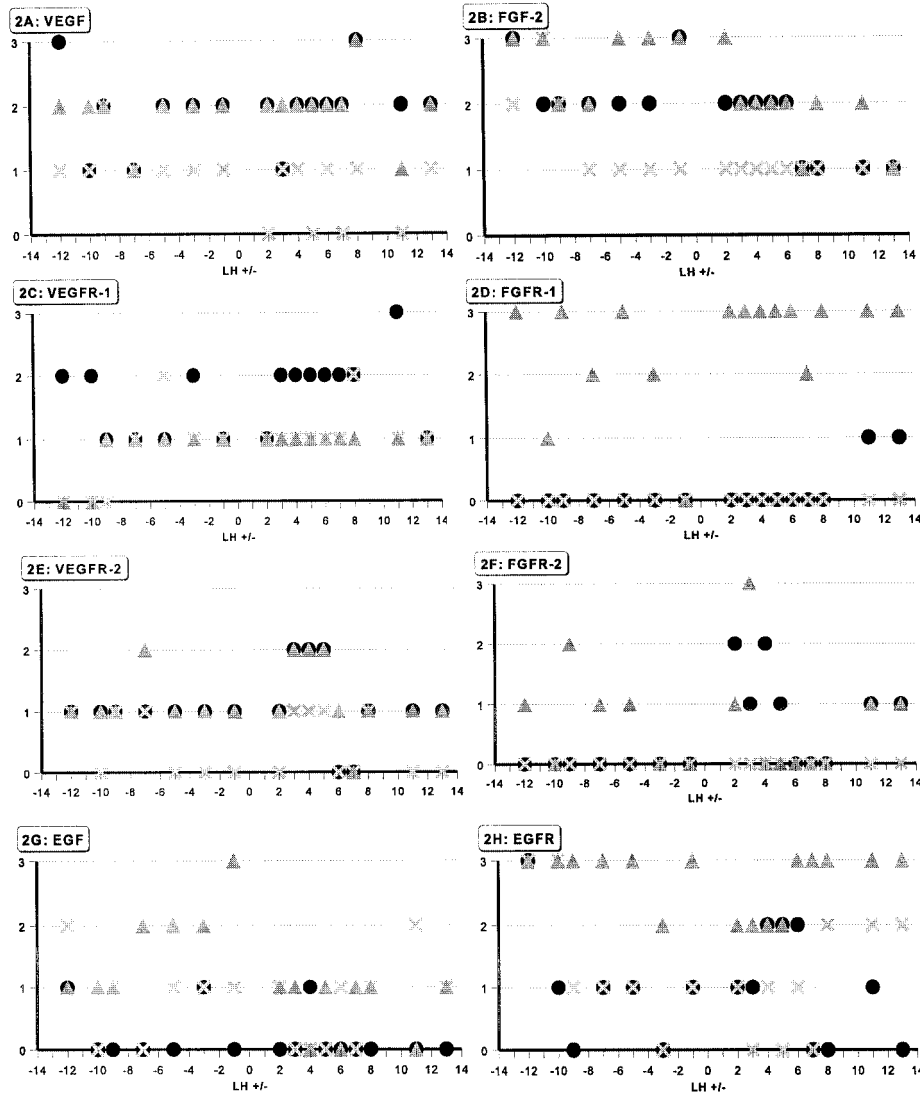 2A: VEGF
3
2
1
0
-14 -12 -10 -8 -6 -4 -2 0 2 4 6 8 10 12 14
LH +/-
2B: FGF-2
3
2
1
0
-14 -12 -10 -8 -6 -4 -2 0 2 4 6 8 10 12 14
LH +/-
2C: VEGFR-1
3
2
1
0
-14 -12 -10 -8 -6 -4 -2 0 2 4 6 8 10 12 14
LH +/-
2D: FGFR-1
3
2
1
0
-14 -12 -10 -8 -6 -4 -2 0 2 4 6 8 10 12 14
LH +/-
2E: VEGFR-2
3
2
1
0
-14 -12 -10 -8 -6 -4 -2 0 2 4 6 8 10 12 14
LH +/-
2F: FGFR-2
3
2
1
0
-14 -12 -10 -8 -6 -4 -2 0 2 4 6 8 10 12 14
LH +/-
2G: EGF
3
2
1
0
-14 -12 -10 -8 -6 -4 -2 0 2 4 6 8 10 12 14
LH +/-
2H: EGFR
3
2
1
0
-14 -12 -10 -8 -6 -4 -2 0 2 4 6 8 10 12 14
LH +/-